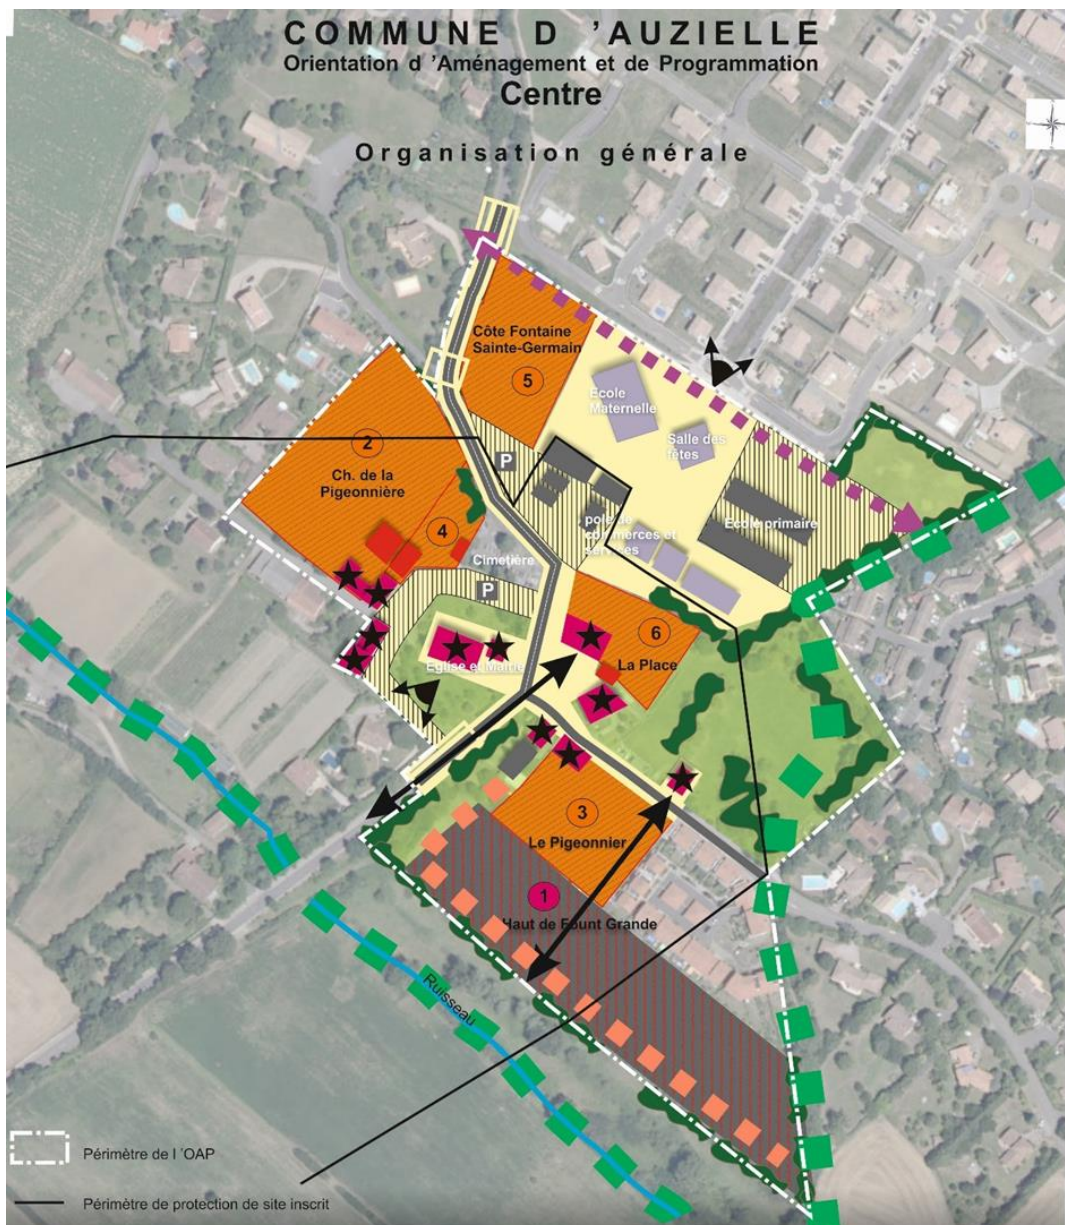 COMMUNE D 'AUZIELLE
Orientation d 'Aménagement et de Programmation
Centre
Organisation générale
Côte Fontaine
Sainte-Germain
5
Ecole
Maternelle
Salle des
fêtes
2
Ch. de la
Pigeonnière
P
4
pole de
commerces et
services
Ecole primaire
Cimetière
P
6
La Place
Eglise et Mairie
3
Le Pigeonnier
1
Haut de Fount Grande
Ruisseau
Périmètre de l 'OAP
Périmètre de protection de site inscrit